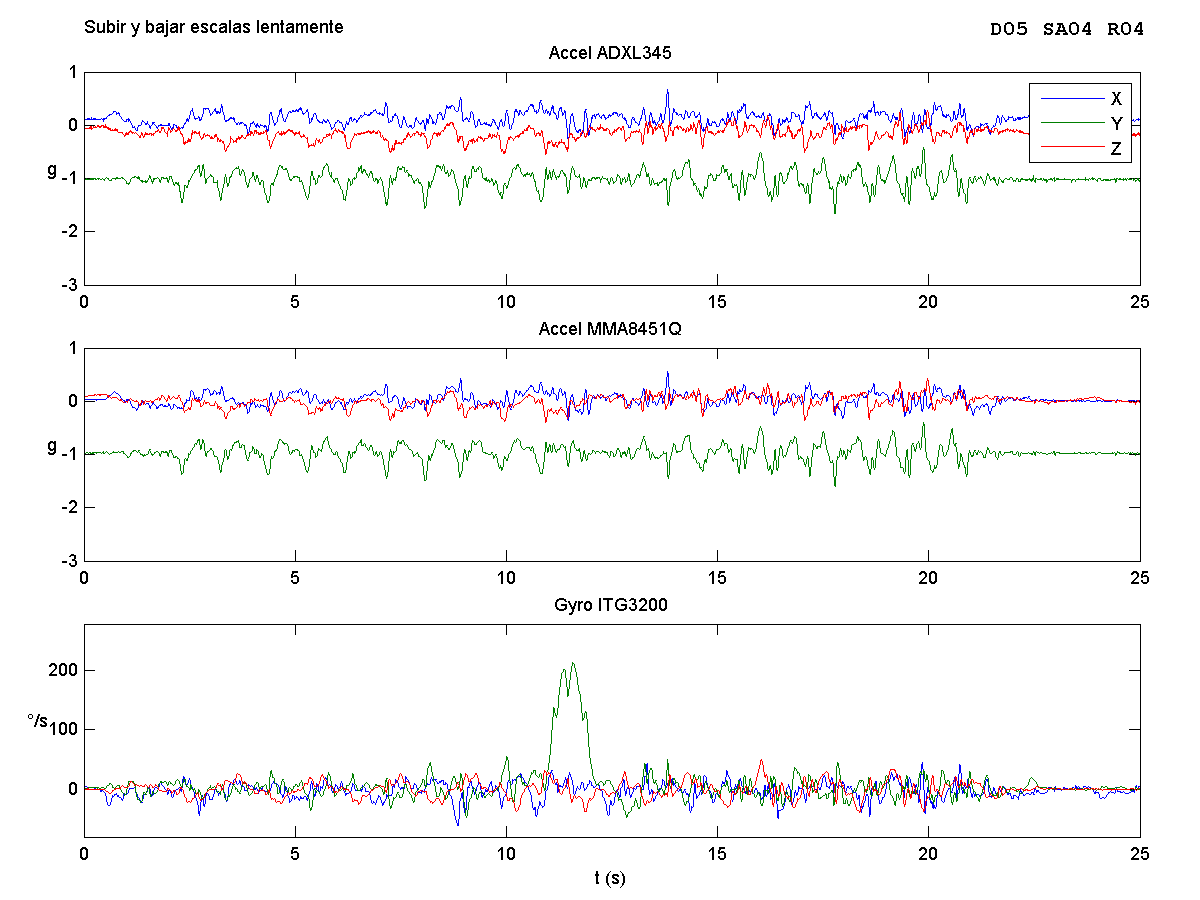 Subir y bajar escalas lentamente
D05 SA04 R04
Accel ADXL345
1
0
-1
-2
-3
g
X
Y
Z
0 5 10 15 20 25
Accel MMA8451Q
1
0
-1
-2
-3
g
0 5 10 15 20 25
Gyro ITG3200
200
100
0
°/s
0 5 10 15 20 25
t (s)